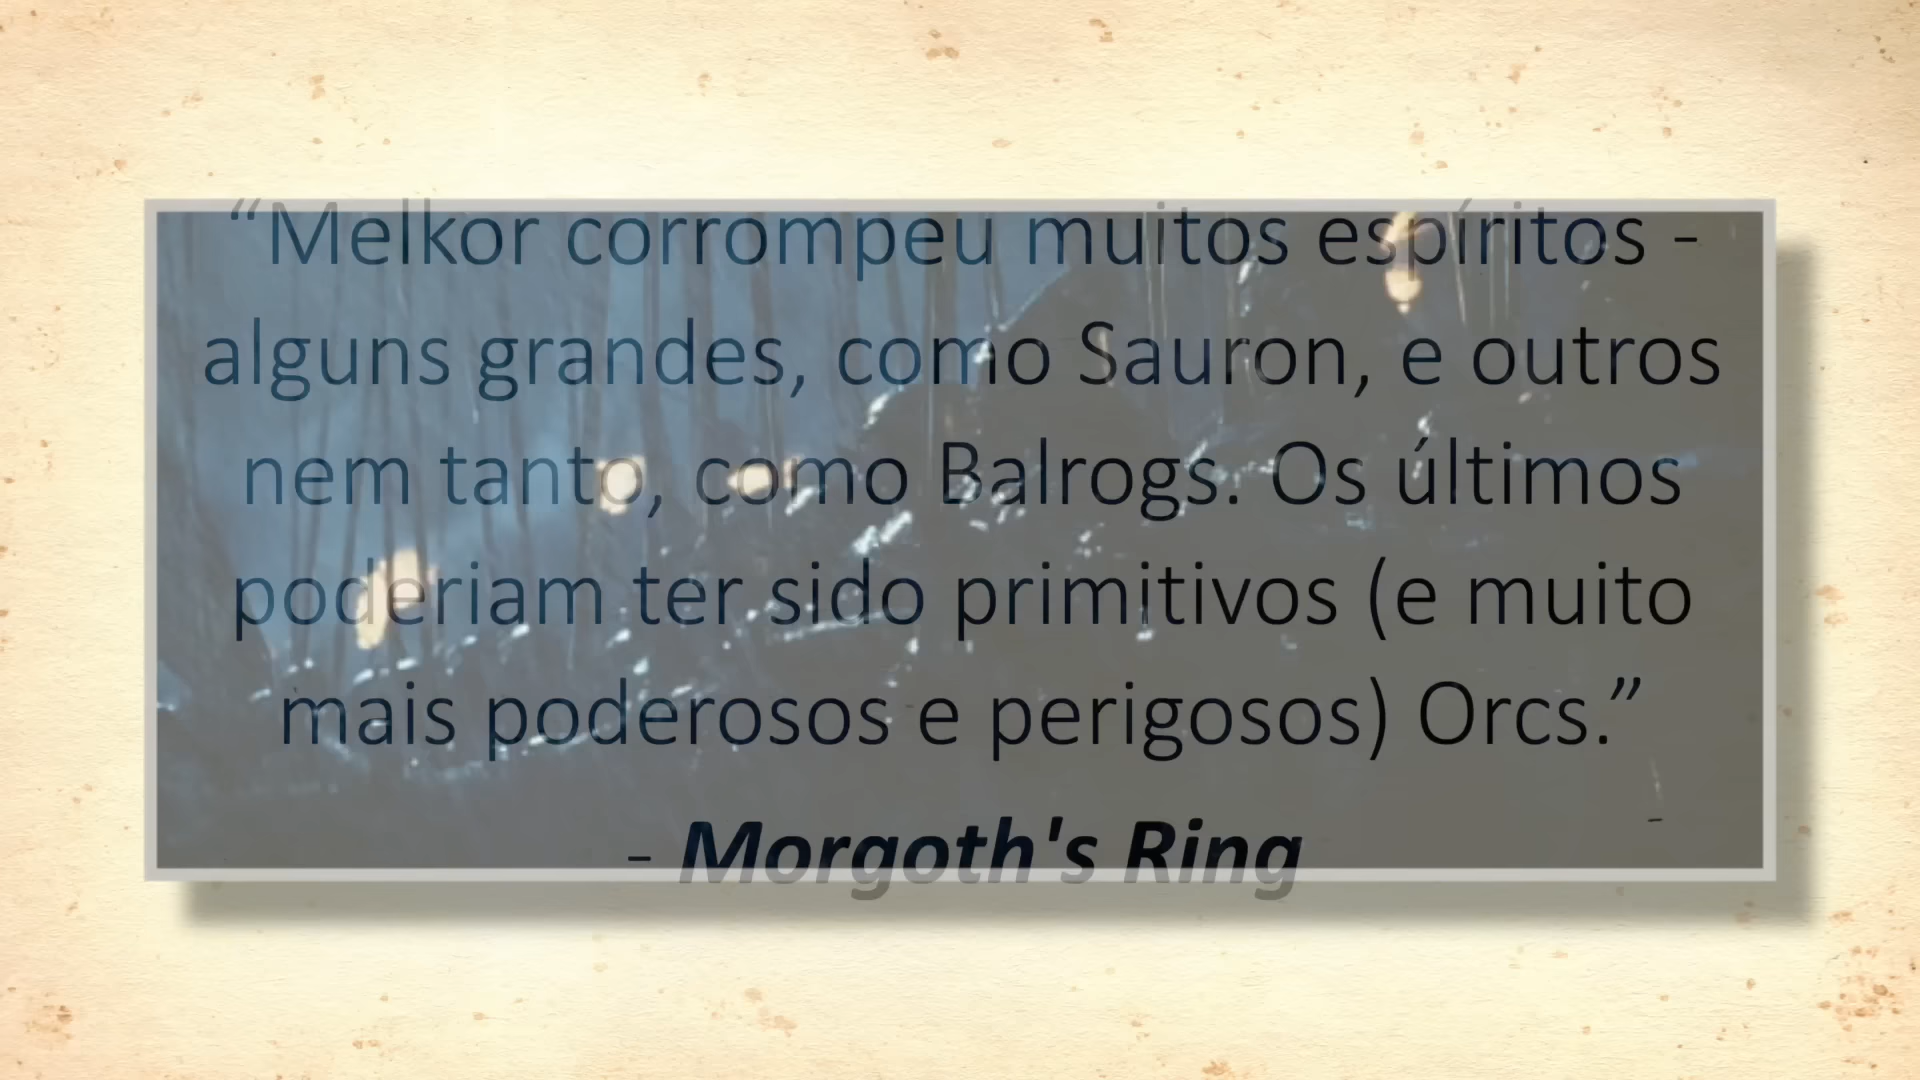 “Melkor corrompeu muitos espíritos -
alguns grandes, como Sauron, e outros
nem tanto, como Balrogs. Os últimos
poderiam ter sido primitivos (e muito
mais poderosos e perigosos) Orcs.”
- Morgoth's Ring